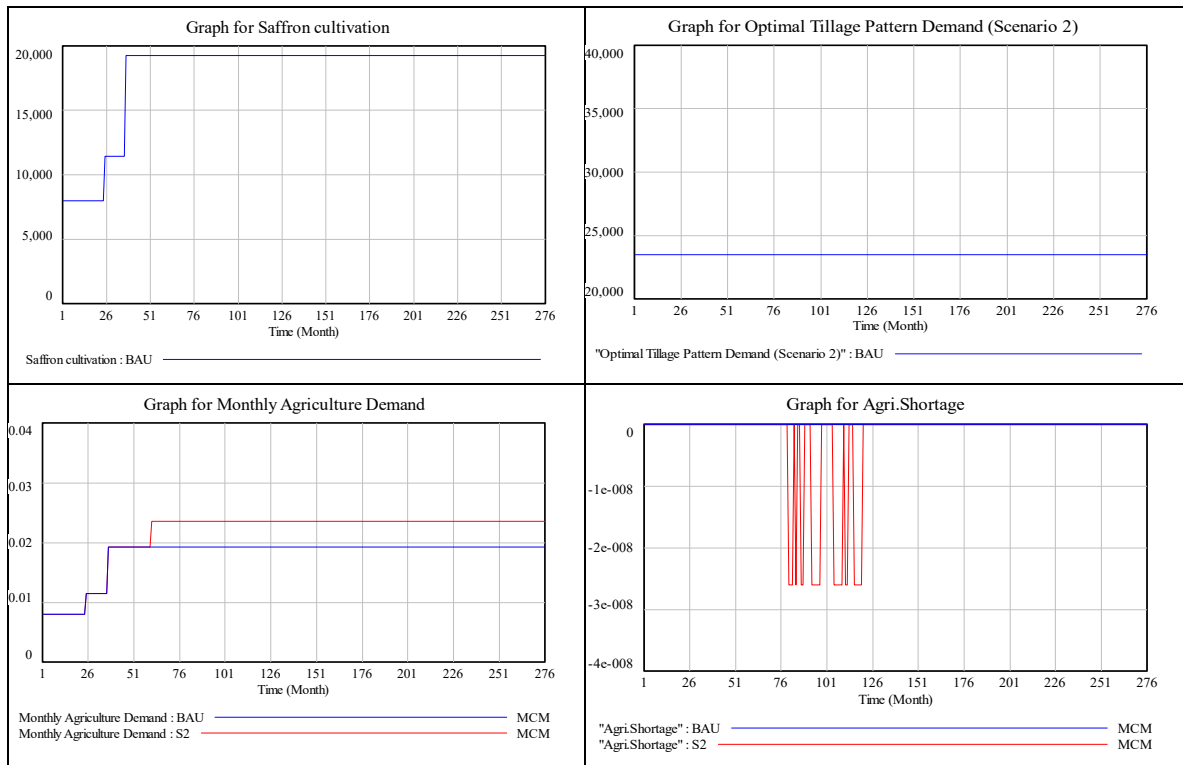 Graph for Saffron cultivation
20,000
15,000
10,000
5,000
0
1 26 51 76 101 126 151 176 201 226 251 276
Time (Month)
Saffron cultivation : BAU
Graph for Optimal Tillage Pattern Demand (Scenario 2)
40,000
35,000
30,000
25,000
20,000
1 26 51 76 101 126 151 176 201 226 251 276
Time (Month)
"Optimal Tillage Pattern Demand (Scenario 2)" : BAU
Graph for Monthly Agriculture Demand
0.04
0.03
0.02
0.01
0
1 26 51 76 101 126 151 176 201 226 251 276
Time (Month)
Monthly Agriculture Demand : BAU MCM
Monthly Agriculture Demand : S2 MCM
Graph for Agri.Shortage
0
-1e-008
-2e-008
-3e-008
-4e-008
1 26 51 76 101 126 151 176 201 226 251 276
Time (Month)
"Agri.Shortage" : BAU MCM
"Agri.Shortage" : S2 MCM